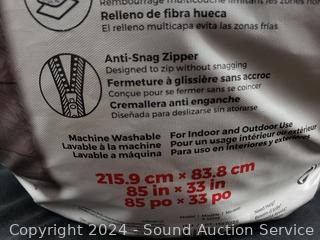 Rembourrage multicouche limitant les zones
Relleno de fibra hueca
El relleno multicapa evita las zonas frías
Anti-Snag Zipper
Designed to zip without snagging
Fermeture à glissière sans accroc
Conçue pour se fermer sans se coincer
Cremallera anti enganche
Diseñada para deslizarse sin atorarse
Machine Washable
Lavable à la machine
Lavable a máquina
For Indoor and Outdoor Use
Pour un usage intérieur ou extérieur
Para uso en interiores y exteriores
215.9 cm × 83.8 cm
85 in × 33 in
85 po × 33 po
Need Help?
Copyright 2024 - Sound Auction Service